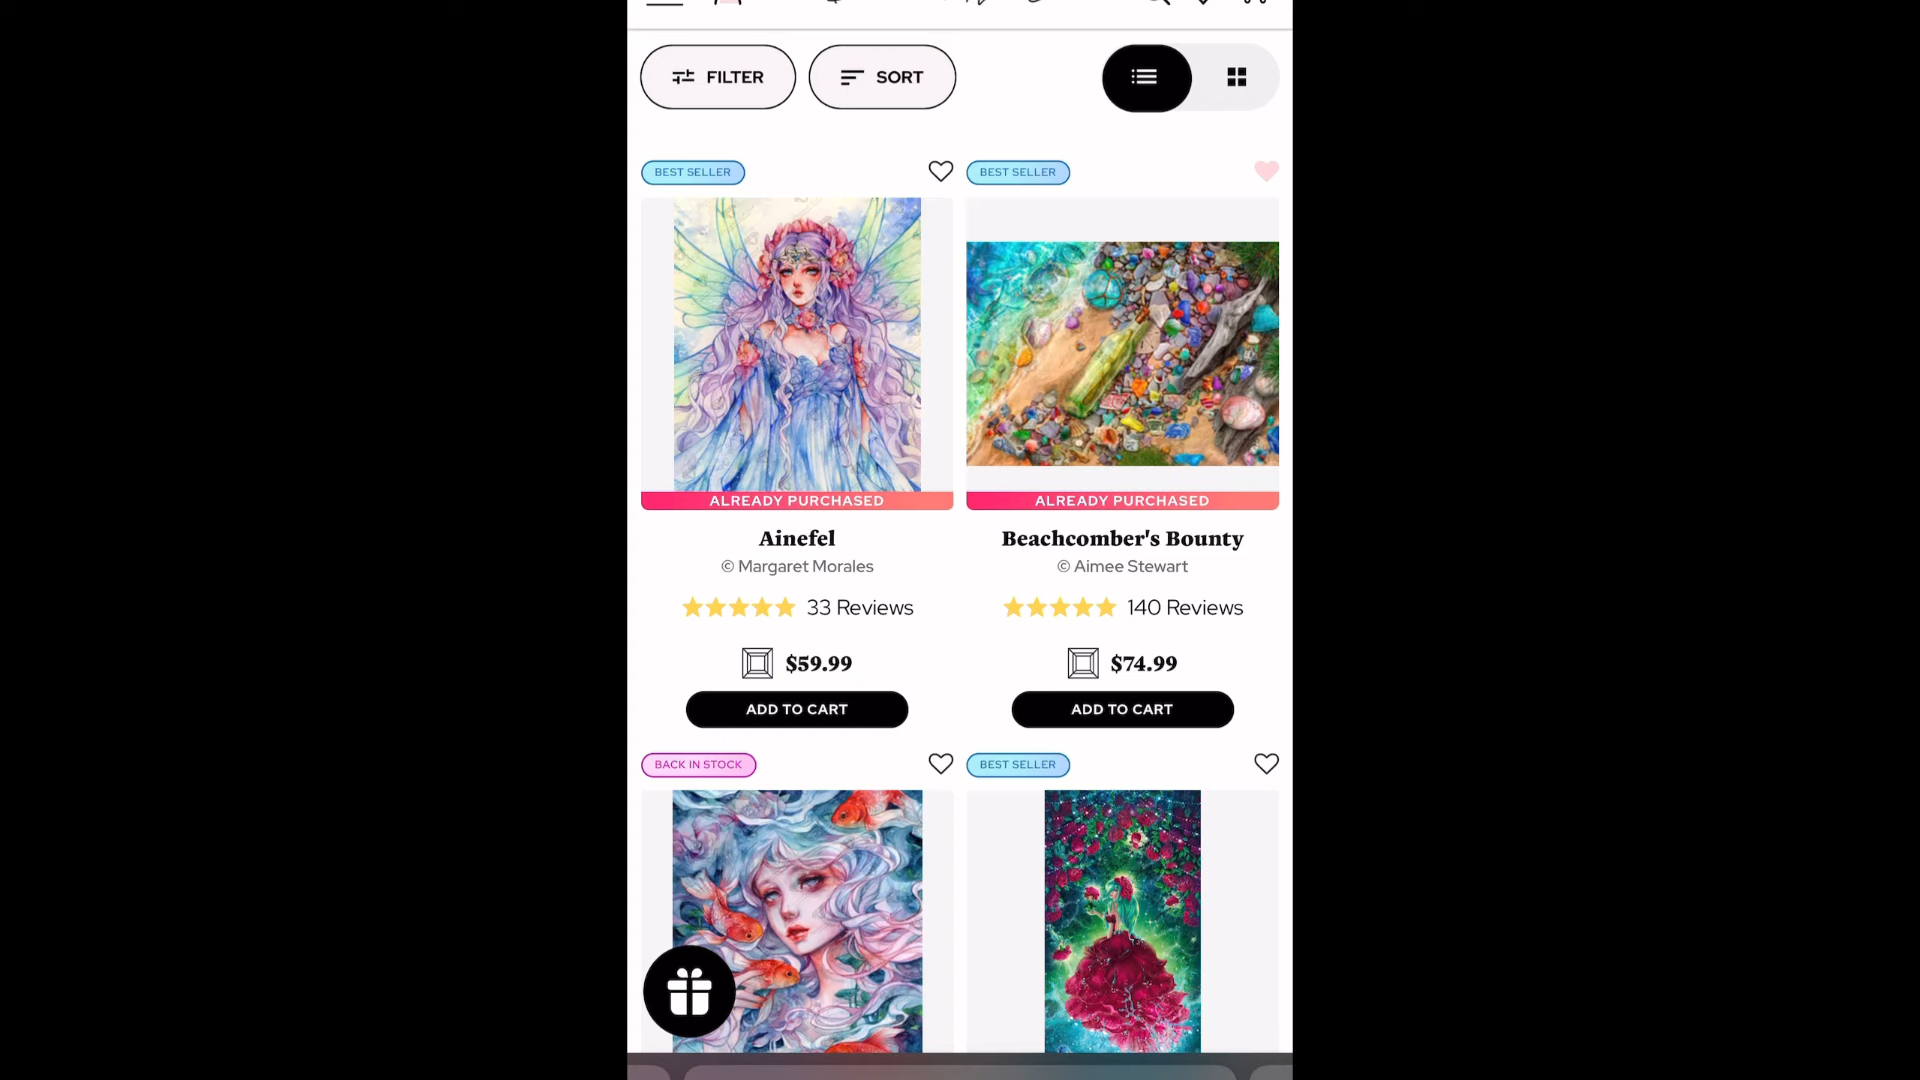 FILTER
SORT
BEST SELLER
BEST SELLER
ALREADY PURCHASED
ALREADY PURCHASED
Ainefel
Beachcomber's Bounty
© Margaret Morales
© Aimee Stewart
33 Reviews
140 Reviews
$59.99
$74.99
ADD TO CART
ADD TO CART
BACK IN STOCK
BEST SELLER